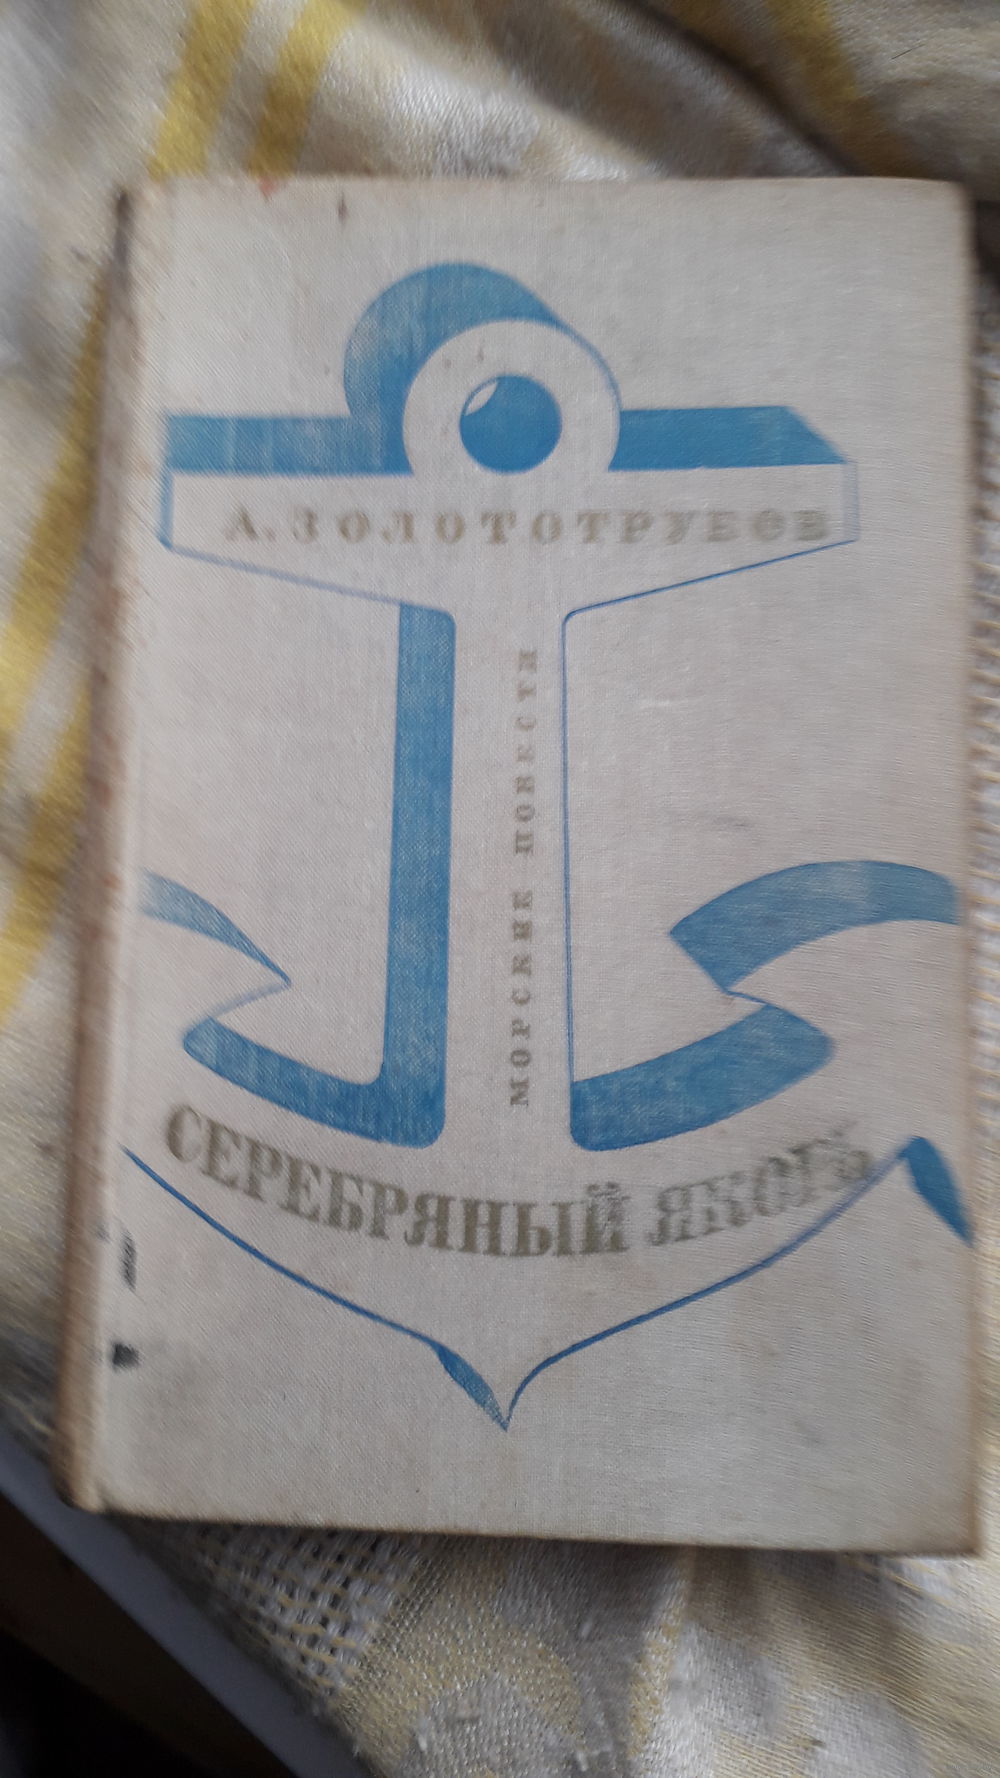 А. ЗОЛОТОТРУБОВ
МОРСКИЕ ПОВЕСТИ
СЕРЕБРЯНЫЙ ЯКОРЬ